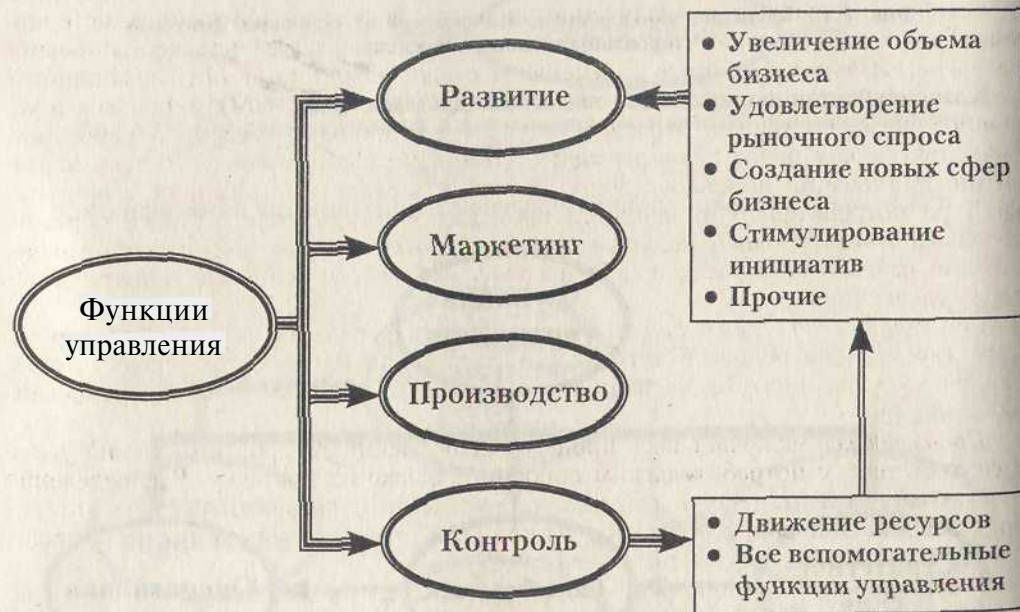 Функции
управления
Развитие
Маркетинг
Производство
Контроль
• Увеличение объема
бизнеса
• Удовлетворение
рыночного спроса
• Создание новых сфер
бизнеса
• Стимулирование
инициатив
• Прочие
• Движение ресурсов
• Все вспомогательные
функции управления